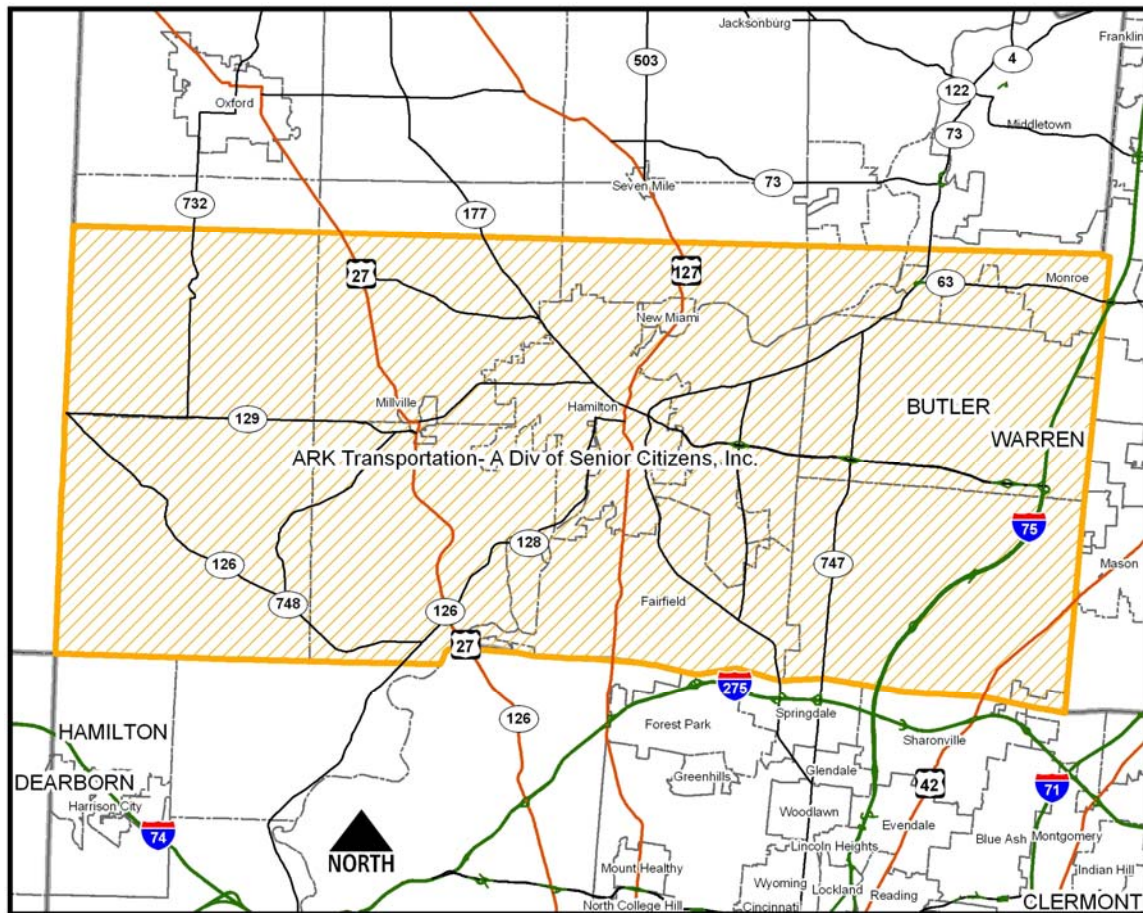 Jacksonburg
Franklin
503
4
122
Oxford
Middletown
73
Seven Mile
73
732
177
27
127
63
Monroe
New Miami
Millville
Hamilton
BUTLER
129
WARREN
ARK Transportation- A Div of Senior Citizens, Inc.
75
128
126
747
Mason
748
126
Fairfield
27
275
126
Forest Park
Springdale
HAMILTON
Sharonville
Greenhills
Glendale
42
71
DEARBORN
Harrison City
Woodlawn
74
Evendale
Blue Ash
Montgomery
Lincoln Heights
NORTH
Mount Healthy
Indian Hill
Wyoming
Lockland
Reading
North College Hill
Cincinnati
CLERMONT